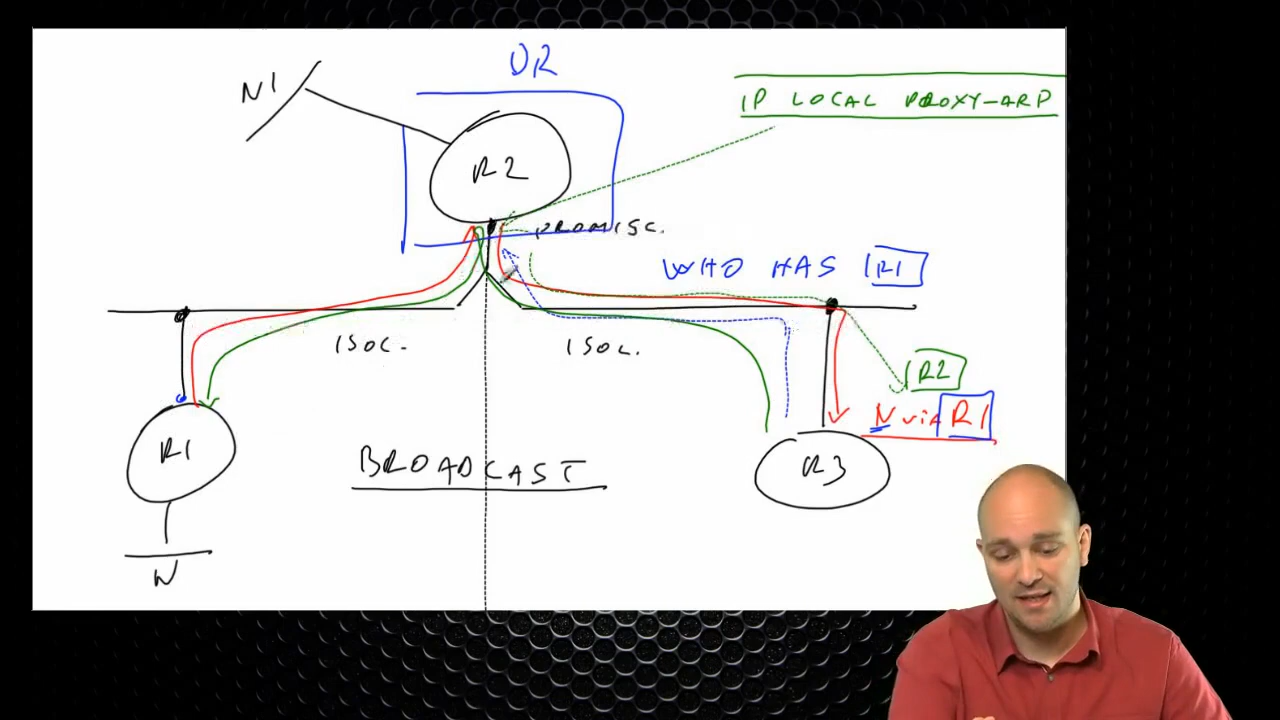 DR
N1
IP LOCAL PROXY-ARP
R2
PROMISC.
WHO HAS R1
ISOC.
ISOC.
R2
N via R1
R1
BROADCAST
R3
N